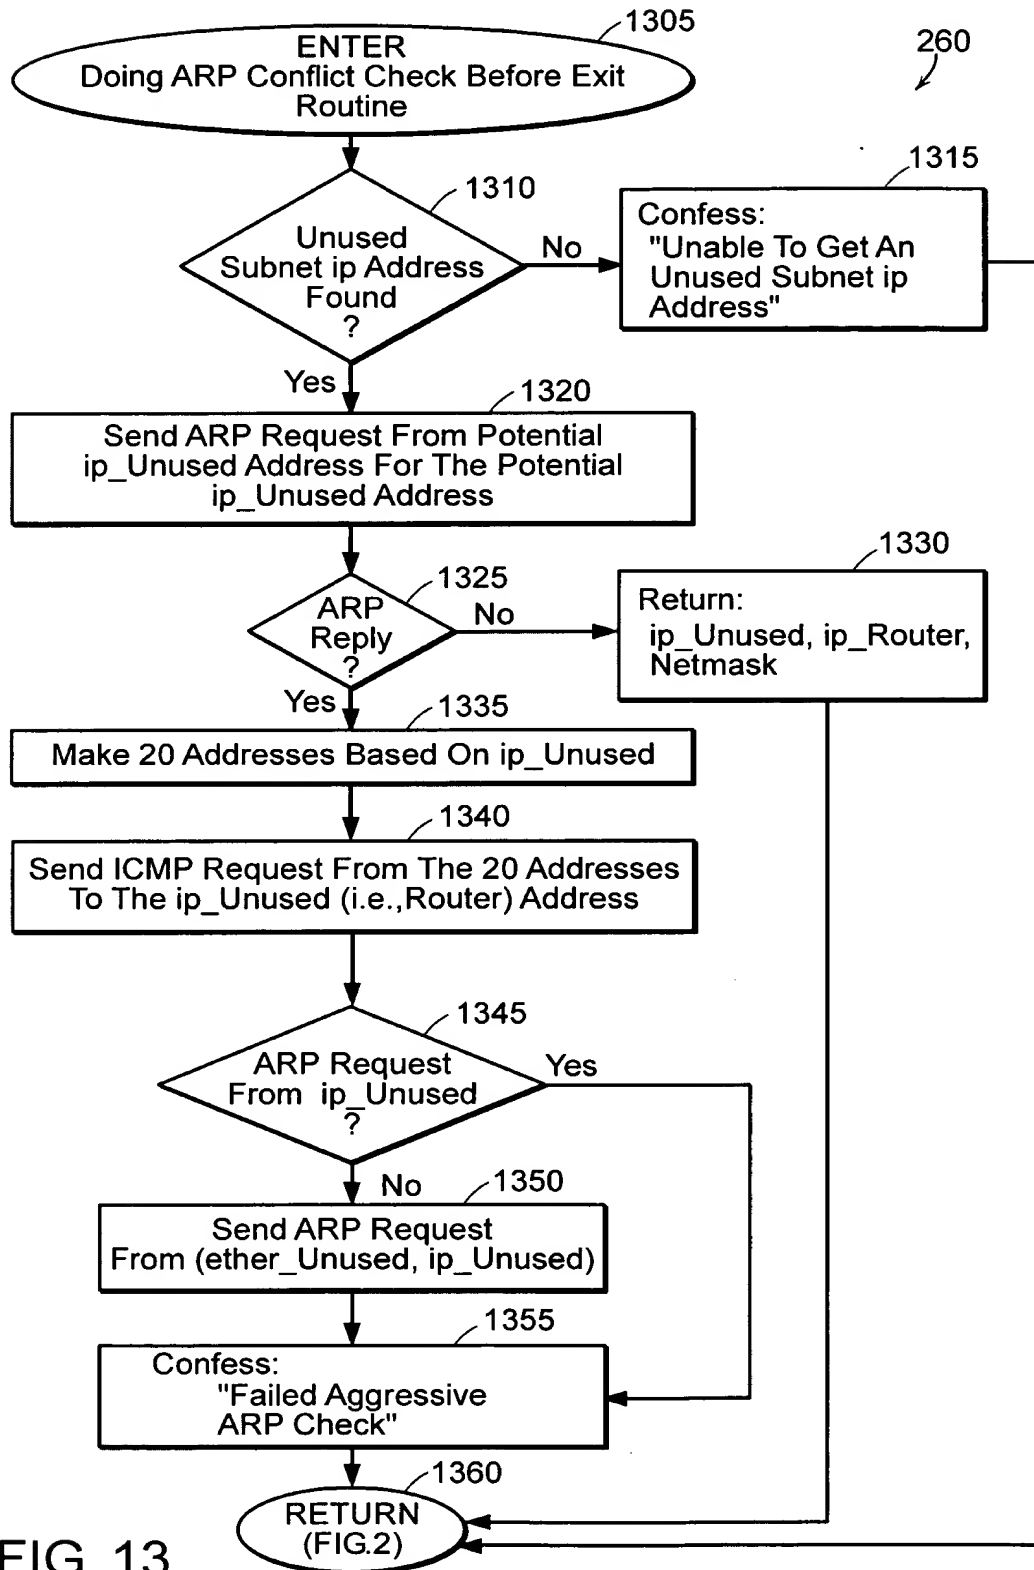 1305
260
ENTER
Doing ARP Conflict Check Before Exit
Routine
1310
1315
Unused
Subnet ip Address
Found
?
No
Confess:
"Unable To Get An
Unused Subnet ip
Address"
Yes
1320
Send ARP Request From Potential
ip_Unused Address For The Potential
ip_Unused Address
1325
1330
ARP
Reply
?
No
Return:
ip_Unused, ip_Router,
Netmask
Yes
1335
Make 20 Addresses Based On ip_Unused
1340
Send ICMP Request From The 20 Addresses
To The ip_Unused (i.e.,Router) Address
1345
ARP Request
From ip_Unused
?
Yes
No
1350
Send ARP Request
From (ether_Unused, ip_Unused)
1355
Confess:
"Failed Aggressive
ARP Check"
1360
RETURN
(FIG.2)
FIG. 13